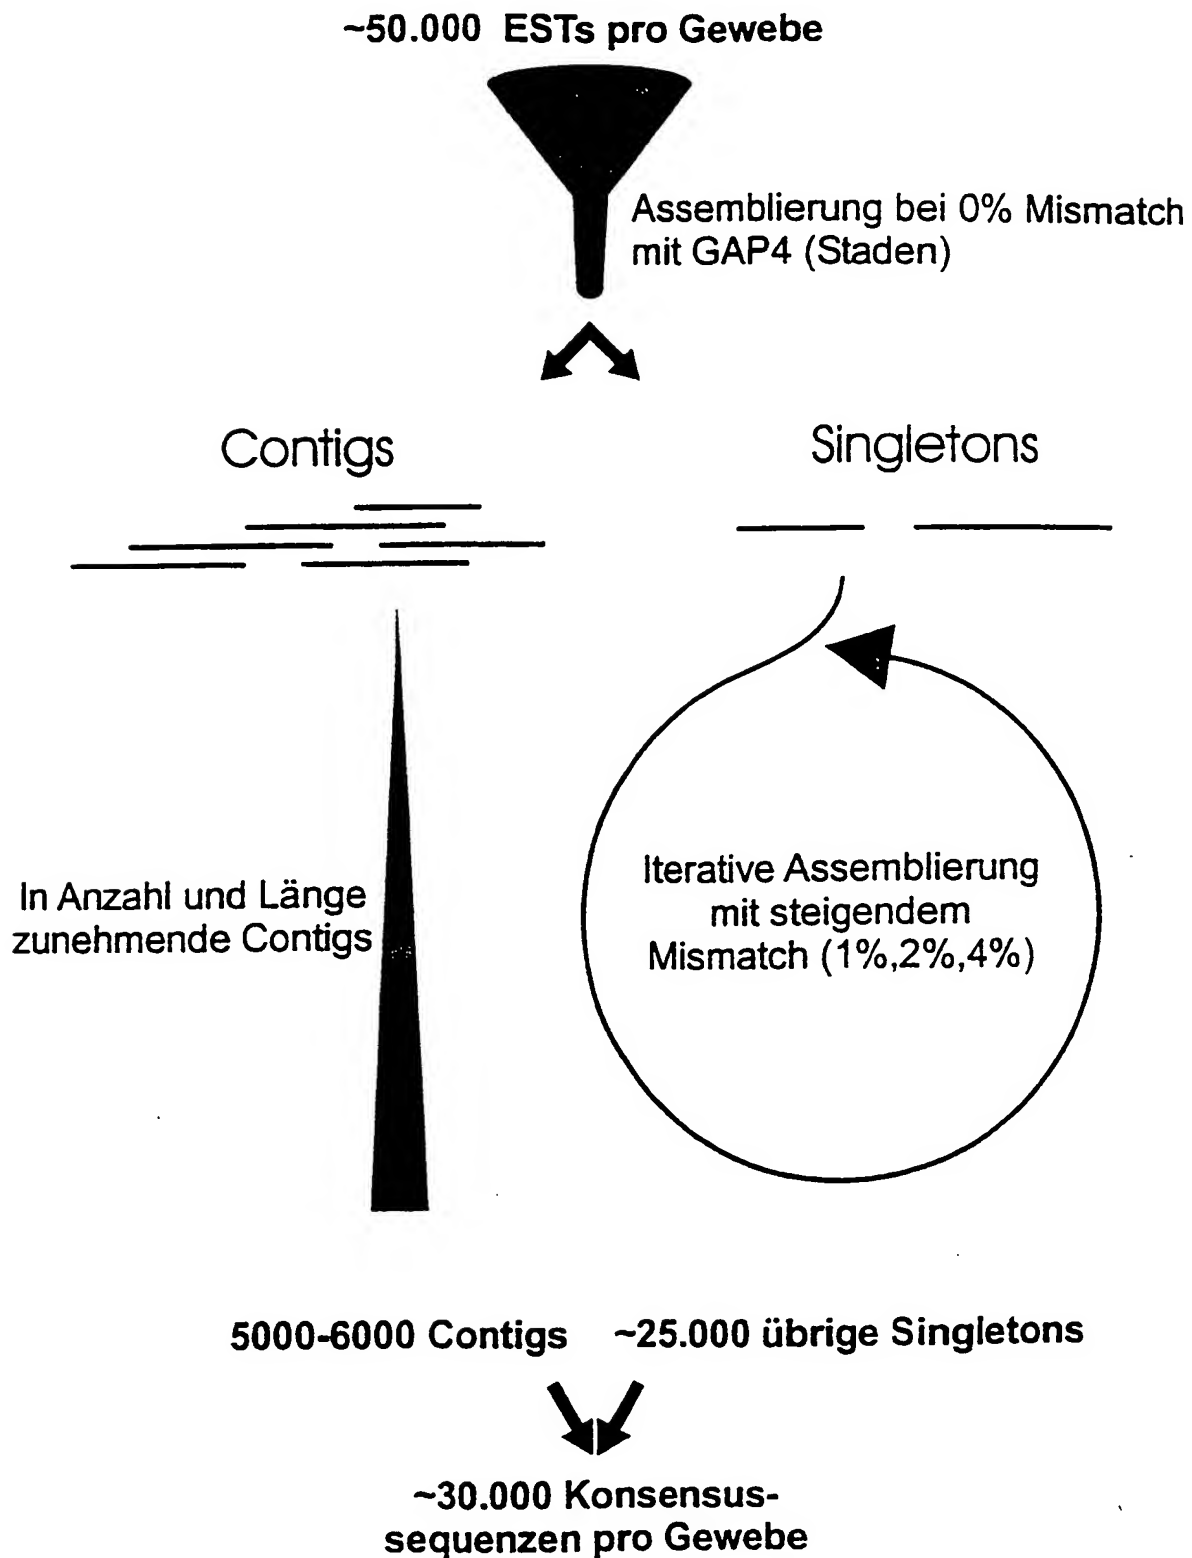 ~50.000 ESTs pro Gewebe
Assemblierung bei 0% Mismatch
mit GAP4 (Staden)
Contigs
Singletons
In Anzahl und Länge
zunehmende Contigs
Iterative Assemblierung
mit steigendem
Mismatch (1%,2%,4%)
5000-6000 Contigs
~25.000 übrige Singletons
~30.000 Konsensus-
sequenzen pro Gewebe